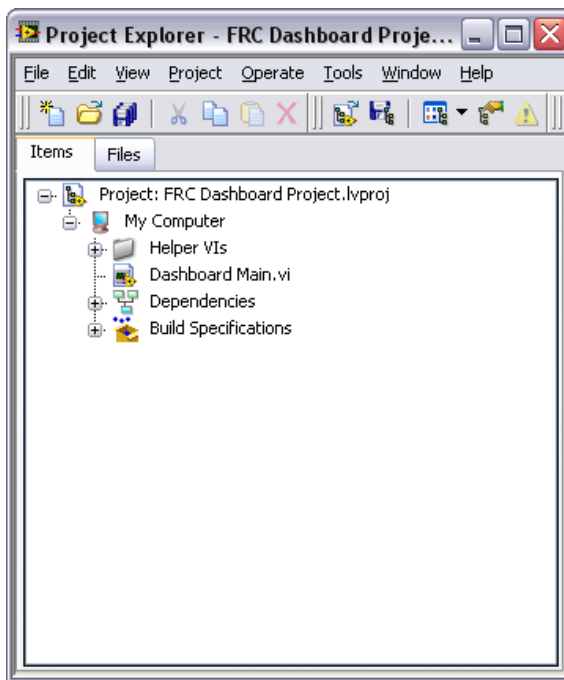 Project Explorer - FRC Dashboard Proje...
File Edit View Project Operate Tools Window Help
Items Files
Project: FRC Dashboard Project.lvproj
My Computer
Helper VIs
Dashboard Main.vi
Dependencies
Build Specifications